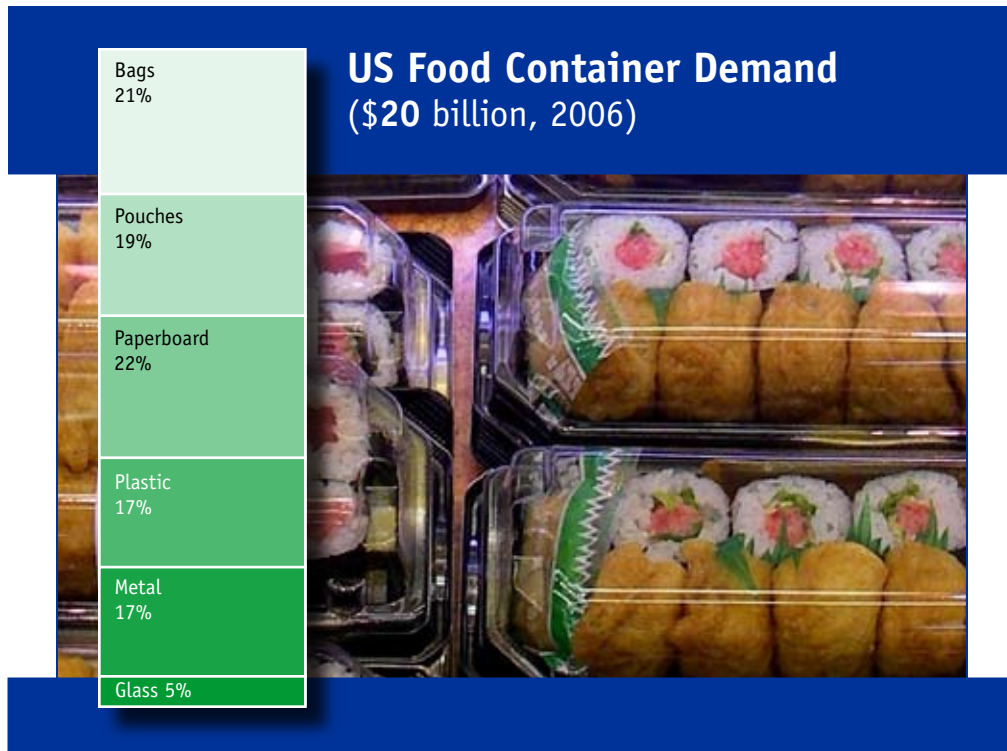 US Food Container Demand
($20 billion, 2006)
Bags
21%
Pouches
19%
Paperboard
22%
Plastic
17%
Metal
17%
Glass 5%